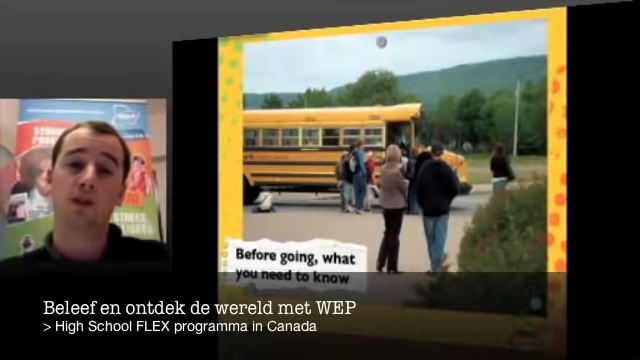 Before going, what
you need to know
Beleef en ontdek de wereld met WEP
> High School FLEX programma in Canada